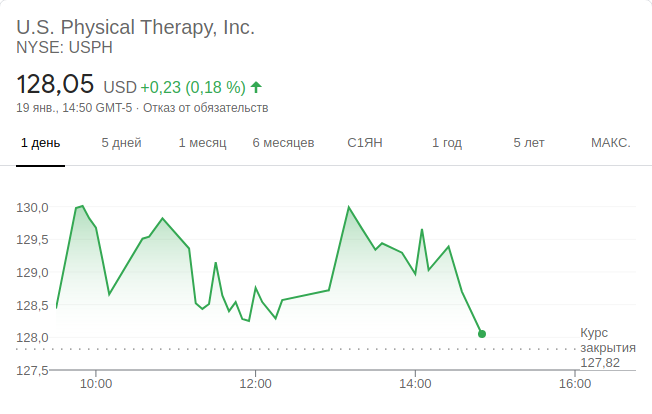 U.S. Physical Therapy, Inc.
NYSE: USPH
128,05 USD +0,23 (0,18 %)
19 янв., 14:50 GMT-5 · Отказ от обязательств
1 день 5 дней 1 месяц 6 месяцев С1ЯН 1 год 5 лет МАКС.
130,0
129,5
129,0
128,5
128,0
127,5
Курс
закрытия
127,82
10:00 12:00 14:00 16:00